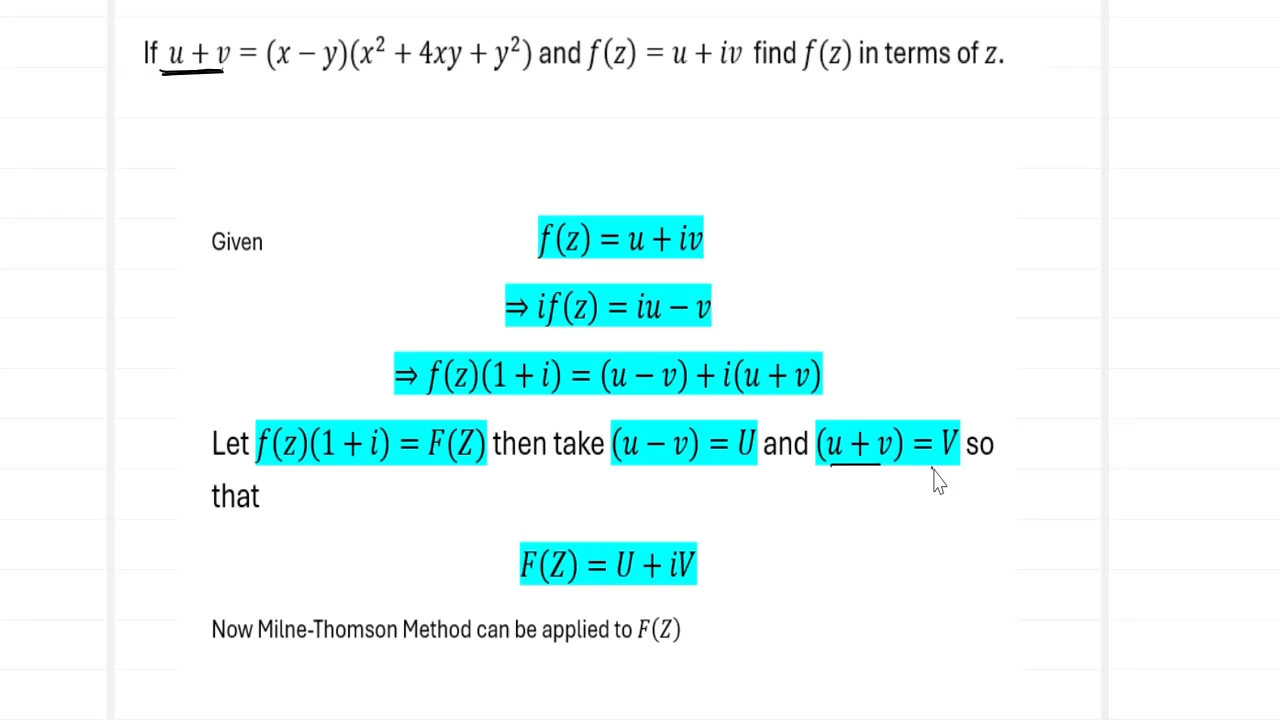 If u + v = (x − y)(x² + 4xy + y²) and f(z) = u + iv find f(z) in terms of z.
Given f(z) = u + iv
⇒ if(z) = iu − v
⇒ f(z)(1 + i) = (u − v) + i(u + v)
Let f(z)(1 + i) = F(Z) then take (u − v) = U and (u + v) = V so
that
F(Z) = U + iV
Now Milne-Thomson Method can be applied to F(Z)